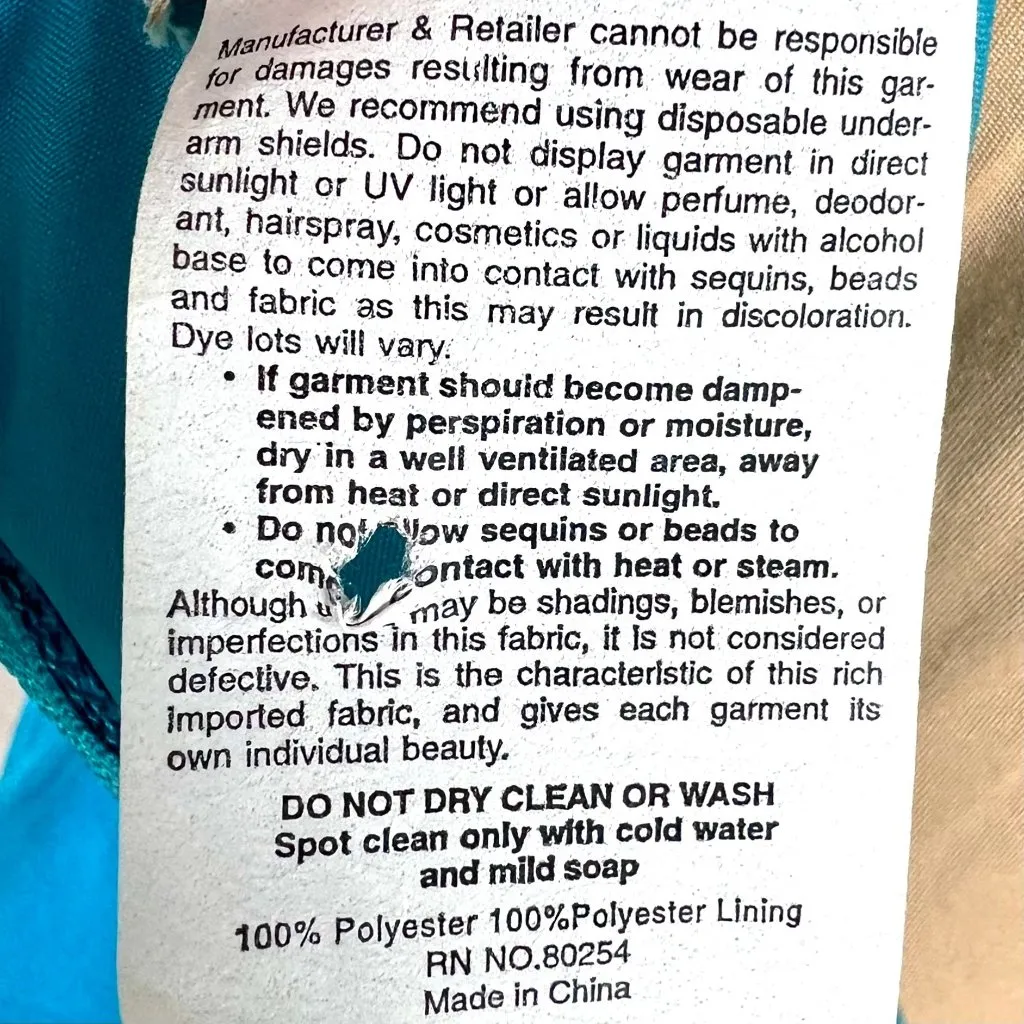 Manufacturer & Retailer cannot be responsible
for damages resulting from wear of this gar-
ment. We recommend using disposable under-
arm shields. Do not display garment in direct
sunlight or UV light or allow perfume, deodor-
ant, hairspray, cosmetics or liquids with alcohol
base to come into contact with sequins, beads
and fabric as this may result in discoloration.
Dye lots will vary.
• If garment should become damp-
ened by perspiration or moisture,
dry in a well ventilated area, away
from heat or direct sunlight.
• Do sequins or beads to
with heat or steam.
Although may be shadings, blemishes, or
imperfections in this fabric, it is not considered
defective. This is the characteristic of this rich
imported fabric, and gives each garment its
own individual beauty.
DO NOT DRY CLEAN OR WASH
Spot clean only with cold water
and mild soap
100% Polyester 100%Polyester Lining
RN NO.80254
Made in China